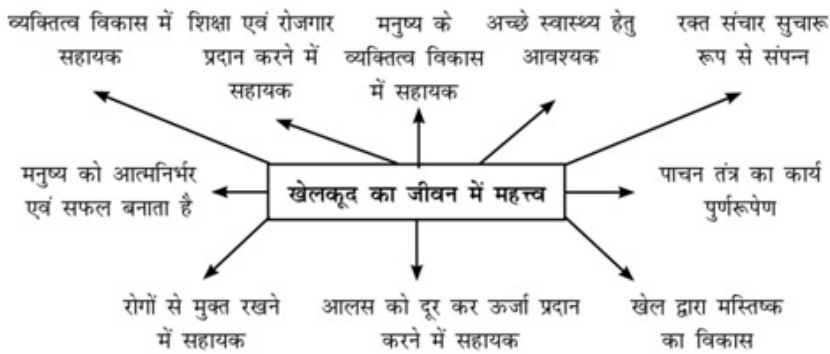 व्यक्तित्व विकास में
सहायक
शिक्षा एवं रोजगार
प्रदान करने में
सहायक
मनुष्य के
व्यक्तित्व विकास
में सहायक
अच्छे स्वास्थ्य हेतु
आवश्यक
रक्त संचार सुचारू
रूप से संपन्न
मनुष्य को आत्मनिर्भर
एवं सफल बनाता है
खेलकूद का जीवन में महत्त्व
पाचन तंत्र का कार्य
पुर्णरूपेण
रोगों से मुक्त रखने
में सहायक
आलस को दूर कर ऊर्जा प्रदान
करने में सहायक
खेल द्वारा मस्तिष्क
का विकास